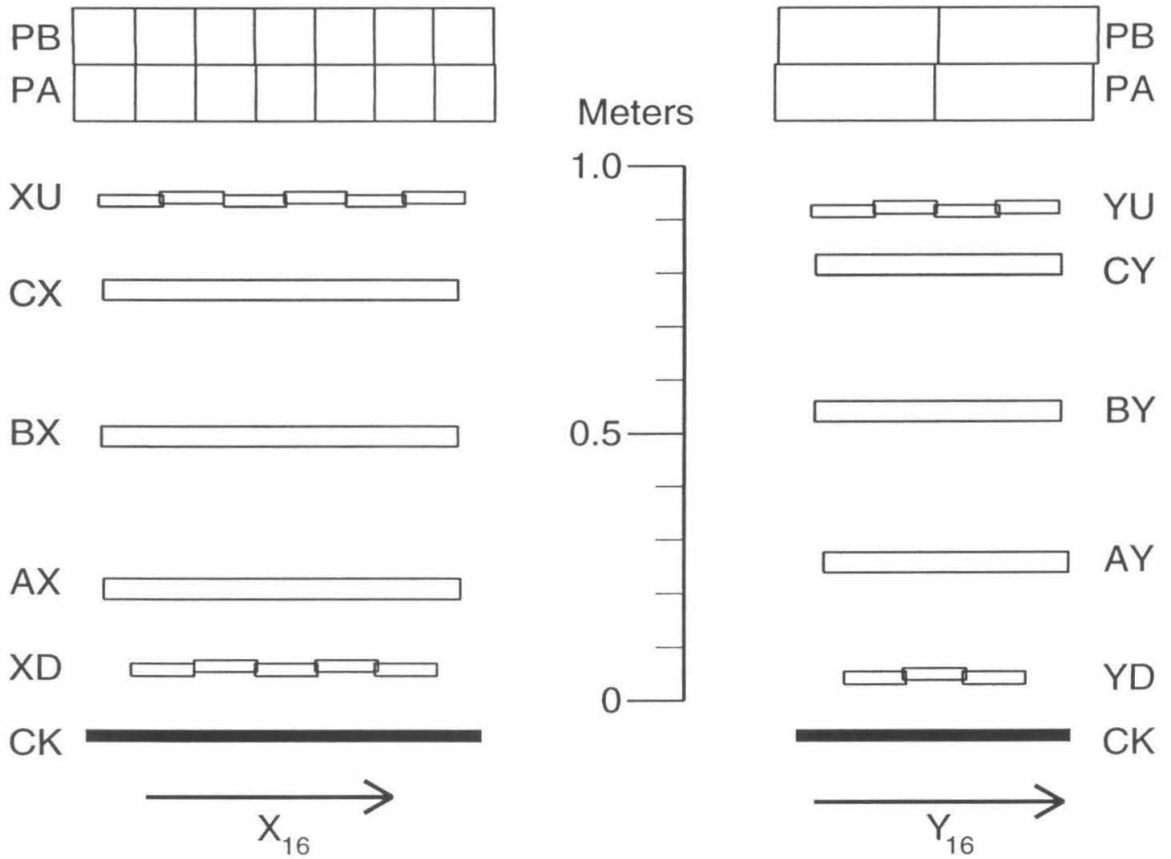 PB
PA
XU
CX
BX
AX
XD
CK
X16
Meters
1.0
0.5
0
PB
PA
YU
CY
BY
AY
YD
CK
Y16